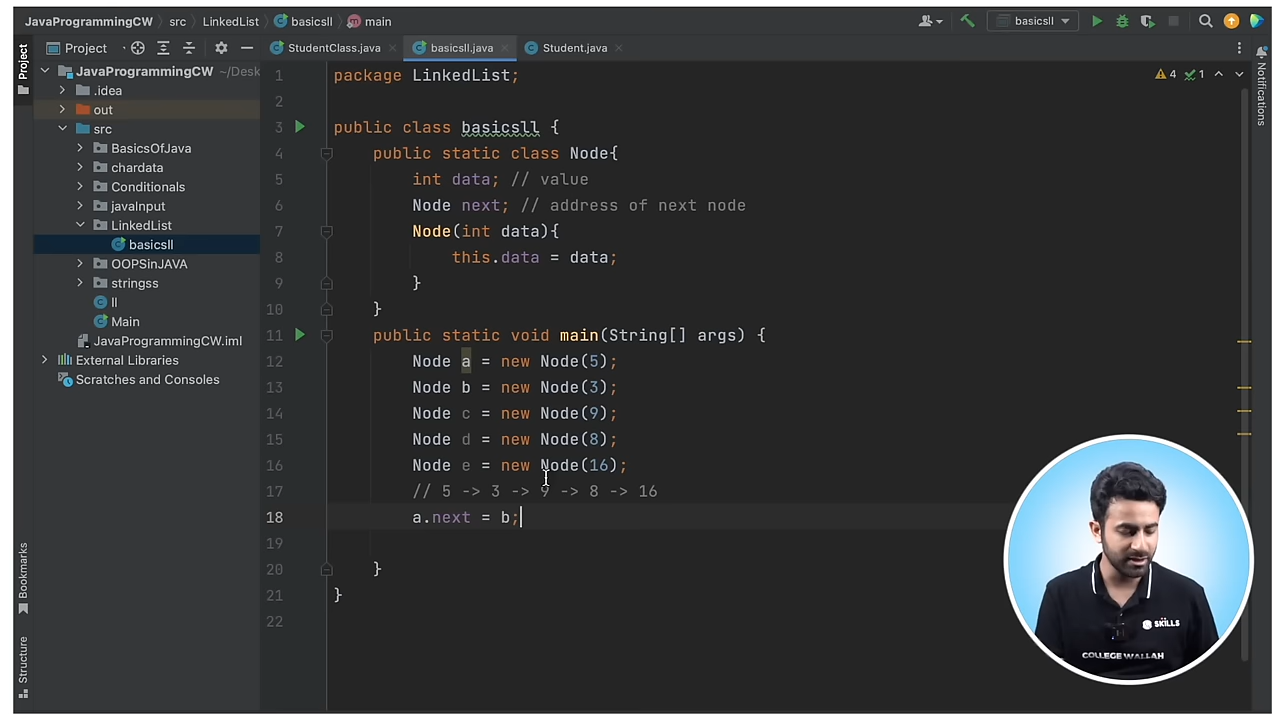 JavaProgrammingCW src LinkedList basicsll main basicsll
Project StudentClass.java basicsll.java Student.java
JavaProgrammingCW ~/Desk
.idea
out
src
BasicsOfJava
chardata
Conditionals
javaInput
LinkedList
basicsll
OOPSinJAVA
stringss
ll
Main
JavaProgrammingCW.iml
External Libraries
Scratches and Consoles
Project
Bookmarks
Structure
1 package LinkedList;
2
3 public class basicsll {
4 public static class Node{
5 int data; // value
6 Node next; // address of next node
7 Node(int data){
8 this.data = data;
9 }
10 }
11 public static void main(String[] args) {
12 Node a = new Node(5);
13 Node b = new Node(3);
14 Node c = new Node(9);
15 Node d = new Node(8);
16 Node e = new Node(16);
17 // 5 -> 3 -> 9 -> 8 -> 16
18 a.next = b;
19
20 }
21 }
22
4 1
Notifications
SKILLS
COLLEGE WALLAH